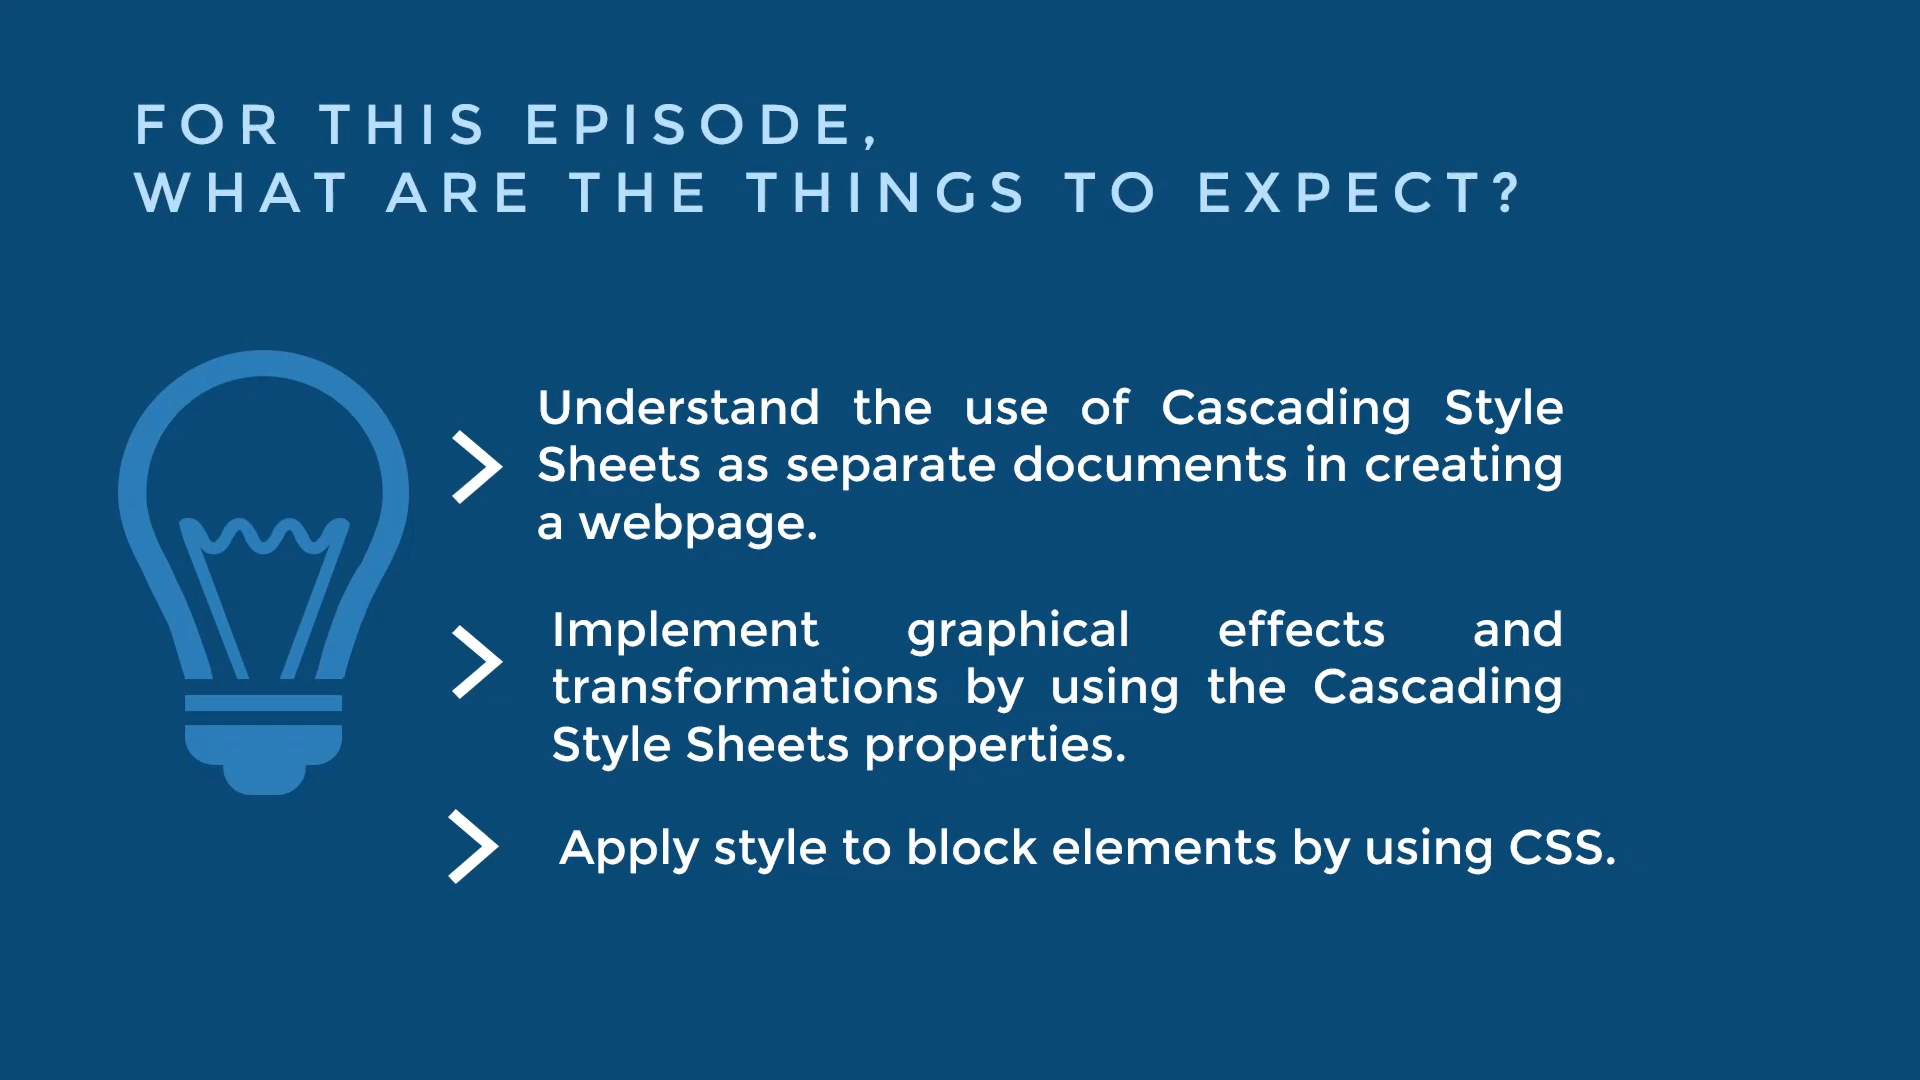 FOR THIS EPISODE,
WHAT ARE THE THINGS TO EXPECT?
Understand the use of Cascading Style
Sheets as separate documents in creating
a webpage.
Implement graphical effects and
transformations by using the Cascading
Style Sheets properties.
Apply style to block elements by using CSS.